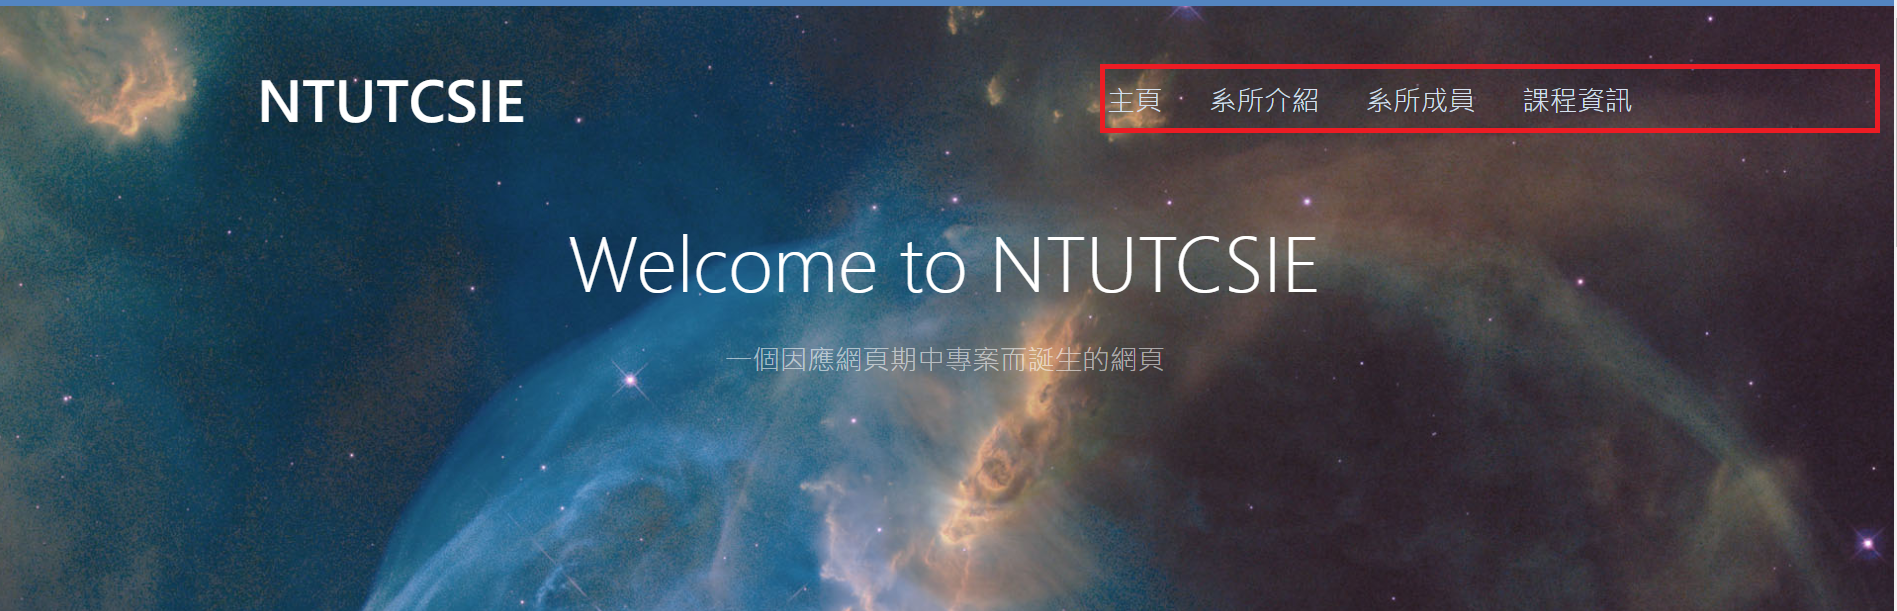 NTUTCSIE
主頁 系所介紹 系所成員 課程資訊
Welcome to NTUTCSIE
一個因應網頁期中專案而誕生的網頁